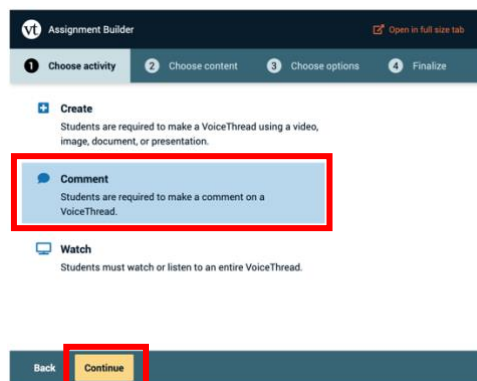 vt Assignment Builder Open in full size tab
1 Choose activity 2 Choose content 3 Choose options 4 Finalize
Create
Students are required to make a VoiceThread using a video,
image, document, or presentation.
Comment
Students are required to make a comment on a
VoiceThread.
Watch
Students must watch or listen to an entire VoiceThread.
Back Continue